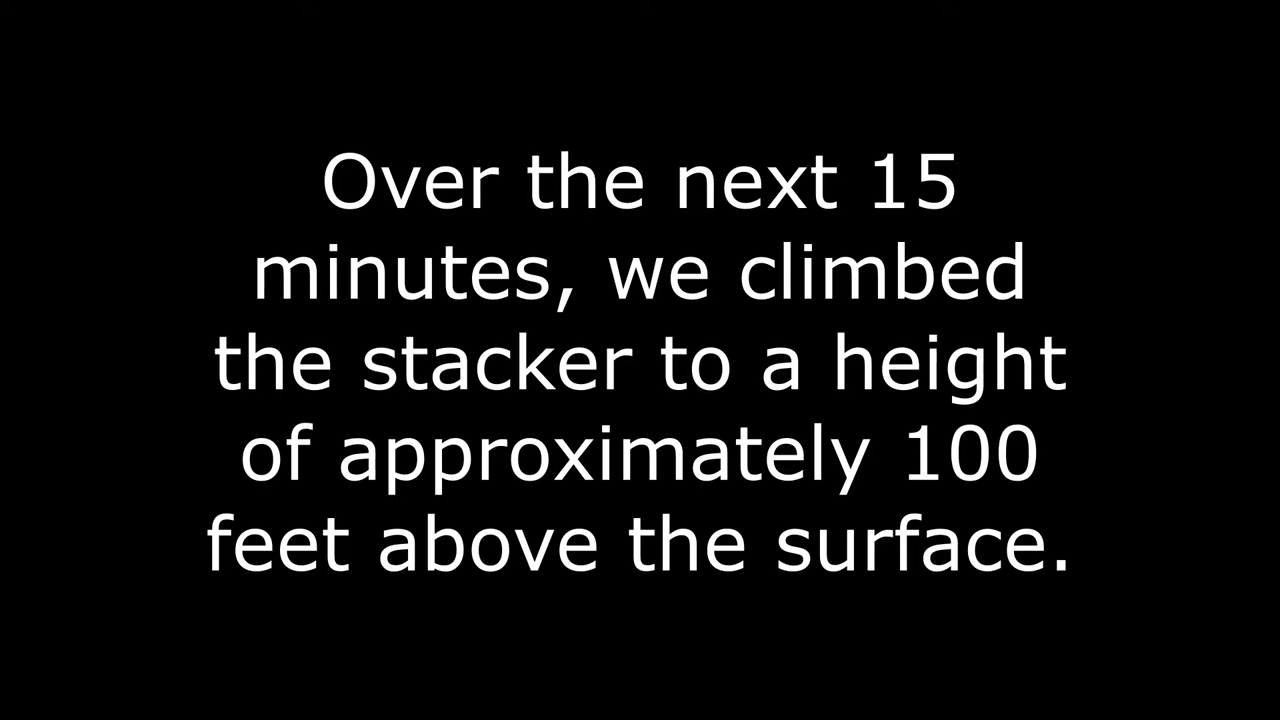 Over the next 15
minutes, we climbed
the stacker to a height
of approximately 100
feet above the surface.